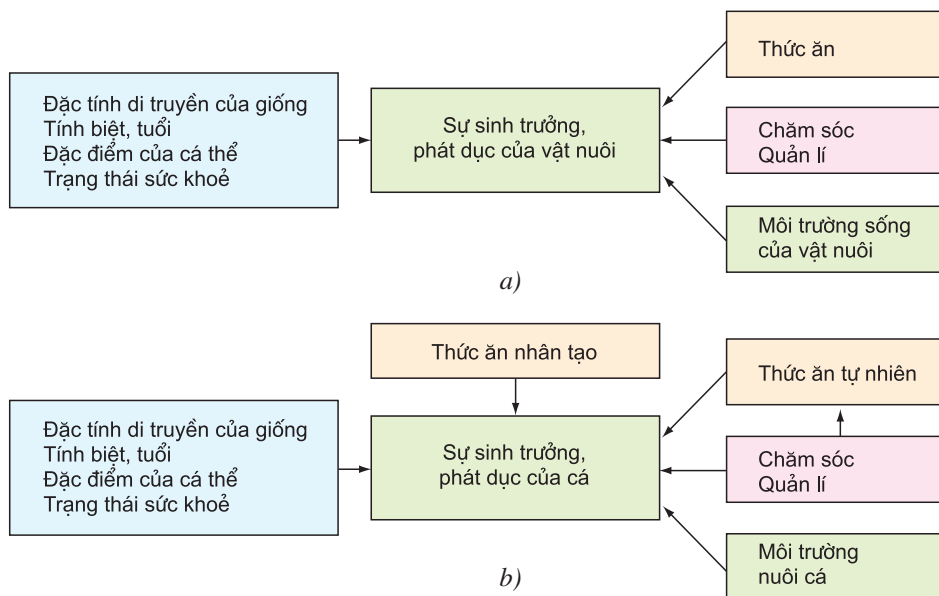 Đặc tính di truyền của giống
Tính biệt, tuổi
Đặc điểm của cá thể
Trạng thái sức khoẻ
Sự sinh trưởng,
phát dục của vật nuôi
Thức ăn
Chăm sóc
Quản lí
Môi trường sống
của vật nuôi
a)
Thức ăn nhân tạo
Đặc tính di truyền của giống
Tính biệt, tuổi
Đặc điểm của cá thể
Trạng thái sức khoẻ
Sự sinh trưởng,
phát dục của cá
Thức ăn tự nhiên
Chăm sóc
Quản lí
Môi trường
nuôi cá
b)